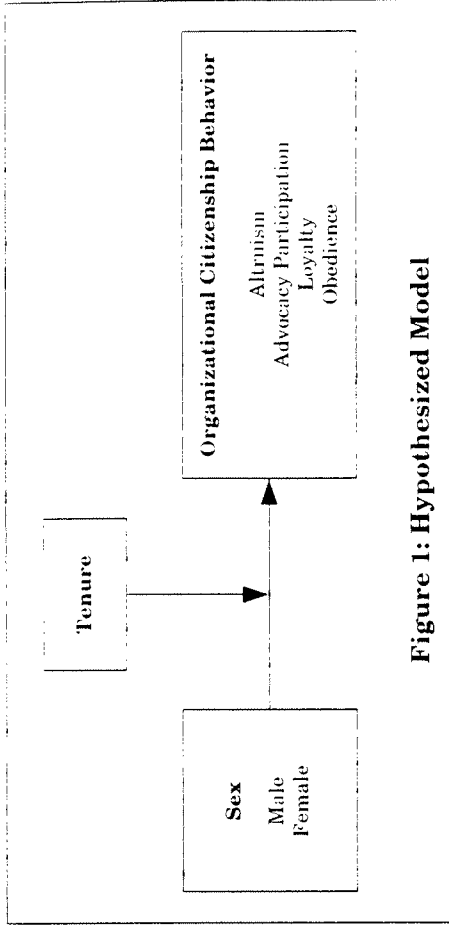 Tenure
Sex
Male
Female
Organizational Citizenship Behavior
Altruism
Advocacy Participation
Loyalty
Obedience
Figure 1: Hypothesized Model